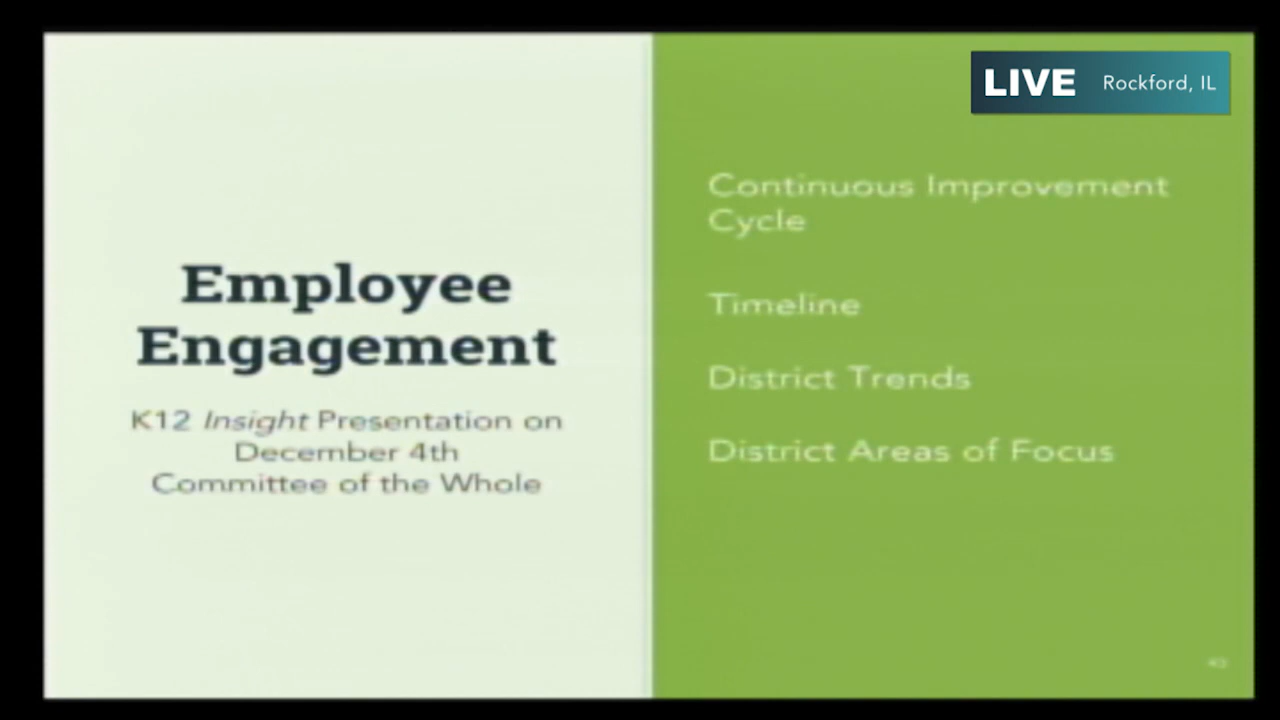 LIVE Rockford, IL
Employee
Engagement
K12 Insight Presentation on
December 4th
Committee of the Whole
Continuous Improvement
Cycle
Timeline
District Trends
District Areas of Focus